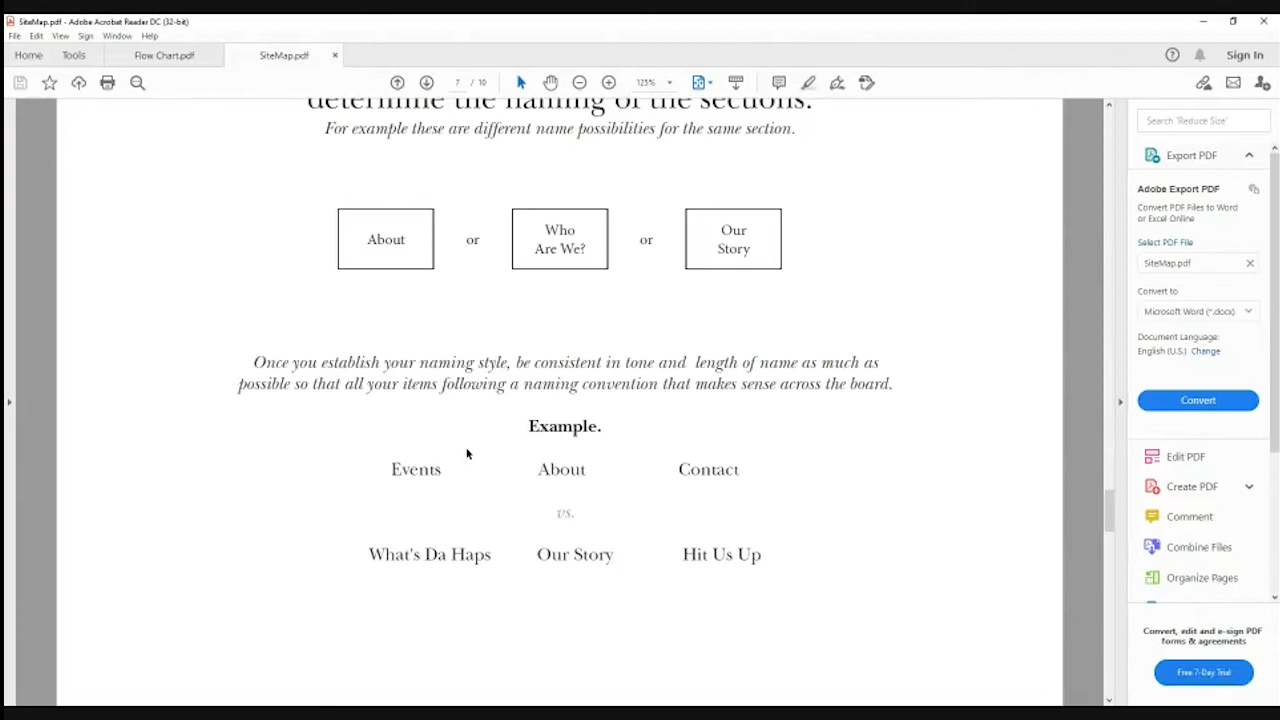 SiteMap.pdf - Adobe Acrobat Reader DC (32-bit)
File Edit View Sign Window Help
Home Tools Flow Chart.pdf SiteMap.pdf × Sign In
7 / 10 125%
determine the naming of the sections.
For example these are different name possibilities for the same section.
About or Who Are We? or Our Story
Once you establish your naming style, be consistent in tone and length of name as much as
possible so that all your items following a naming convention that makes sense across the board.
Example.
Events About Contact
vs.
What's Da Haps Our Story Hit Us Up
Search 'Reduce Size'
Export PDF
Adobe Export PDF
Convert PDF Files to Word
or Excel Online
Select PDF File
SiteMap.pdf
Convert to
Microsoft Word (*.docx)
Document Language:
English (U.S.) Change
Convert
Edit PDF
Create PDF
Comment
Combine Files
Organize Pages
Convert, edit and e-sign PDF
forms & agreements
Free 7-Day Trial